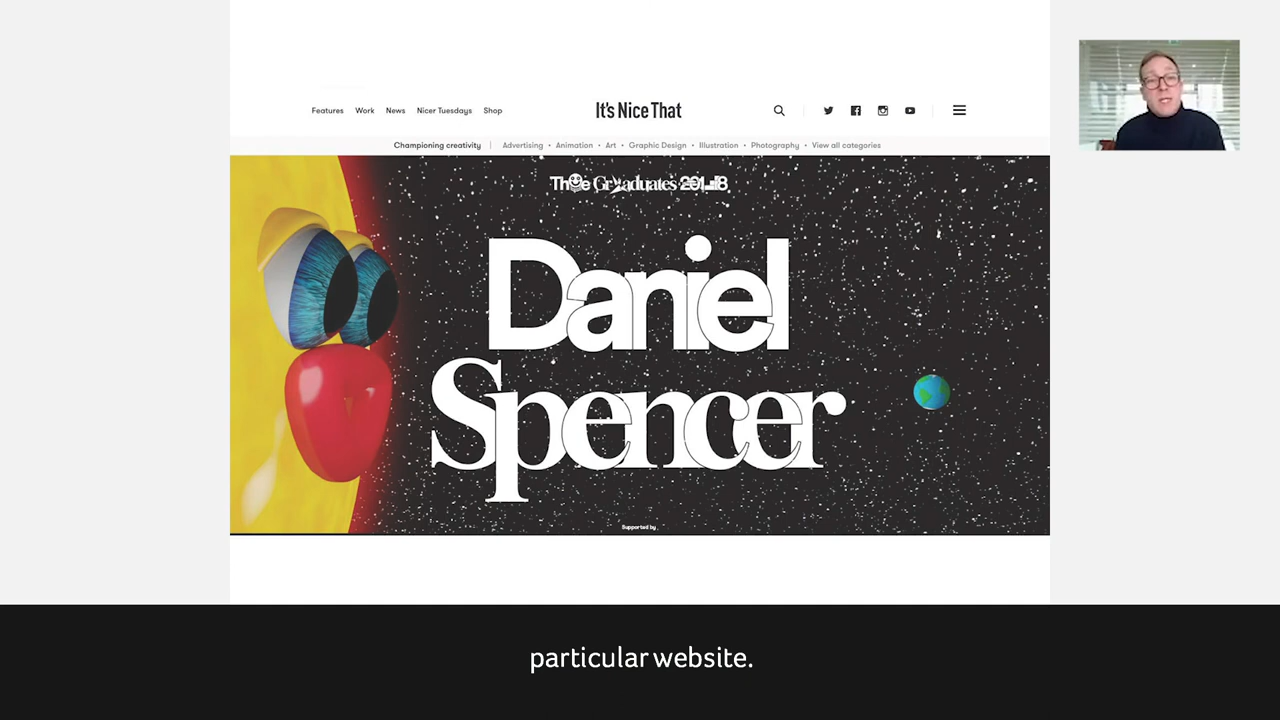 Features Work News Nicer Tuesdays Shop
It's Nice That
Championing creativity | Advertising • Animation • Art • Graphic Design • Illustration • Photography • View all categories
The Graduates 2018
Daniel
Spencer
Supported by
particular website.